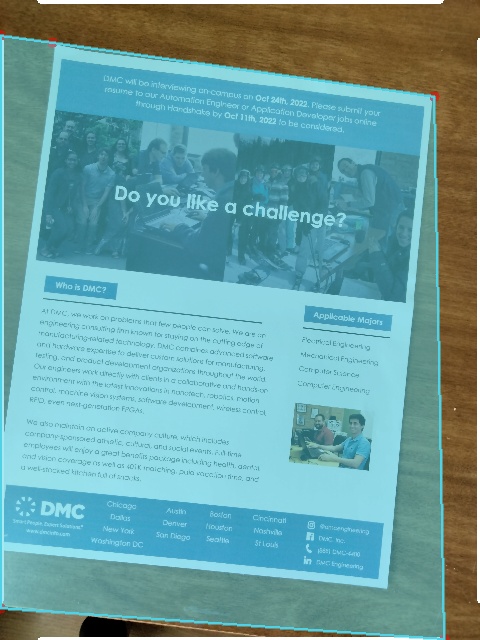 DMC will be interviewing on-campus on Oct 24th, 2022. Please submit your
resume to our Automation Engineer or Application Developer jobs online
through Handshake by Oct 11th, 2022 to be considered.
Do you like a challenge?
Who is DMC?
At DMC, we work on problems that few people can solve. We are an
engineering consulting firm known for staying on the cutting edge of
manufacturing-related technology. DMC combines advanced software
and hardware expertise to deliver custom solutions for manufacturing,
testing, and product development organizations throughout the world.
Our engineers work directly with clients in a collaborative and hands-on
environment with the latest innovations in nanotech, robotics, motion
control, machine vision systems, software development, wireless control,
RFID, even next-generation FPGAs.
We also maintain an active company culture, which includes
company sponsored athletic, cultural, and social events. Full time
employees will enjoy a great benefits package including health, dental,
and vision coverage as well as 401K matching, paid vacation time, and
a well-stocked kitchen full of snacks.
Applicable Majors
Electrical Engineering
Mechanical Engineering
Computer Science
Computer Engineering
DMC
Smart People. Expert Solutions.
www.dmcinfo.com
Chicago
Dallas
New York
Washington DC
Austin
Denver
San Diego
Boston
Houston
Seattle
Cincinnati
Nashville
St Louis
@dmcengineering
DMC, Inc.
DMC Engineering